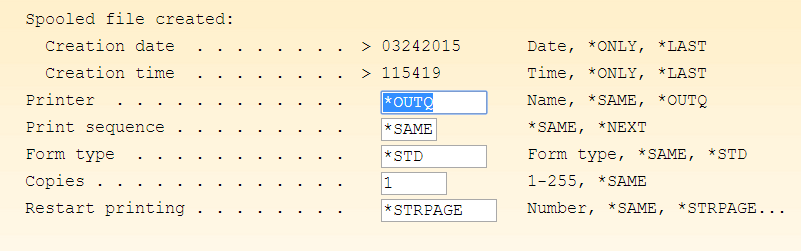 Spooled file created:
Creation date . . . . . . . . > 03242015 Date, *ONLY, *LAST
Creation time . . . . . . . . > 115419 Time, *ONLY, *LAST
Printer . . . . . . . . . . . . *OUTQ Name, *SAME, *OUTQ
Print sequence . . . . . . . . . *SAME *SAME, *NEXT
Form type . . . . . . . . . . . *STD Form type, *SAME, *STD
Copies . . . . . . . . . . . . . 1 1-255, *SAME
Restart printing . . . . . . . . *STRPAGE Number, *SAME, *STRPAGE...